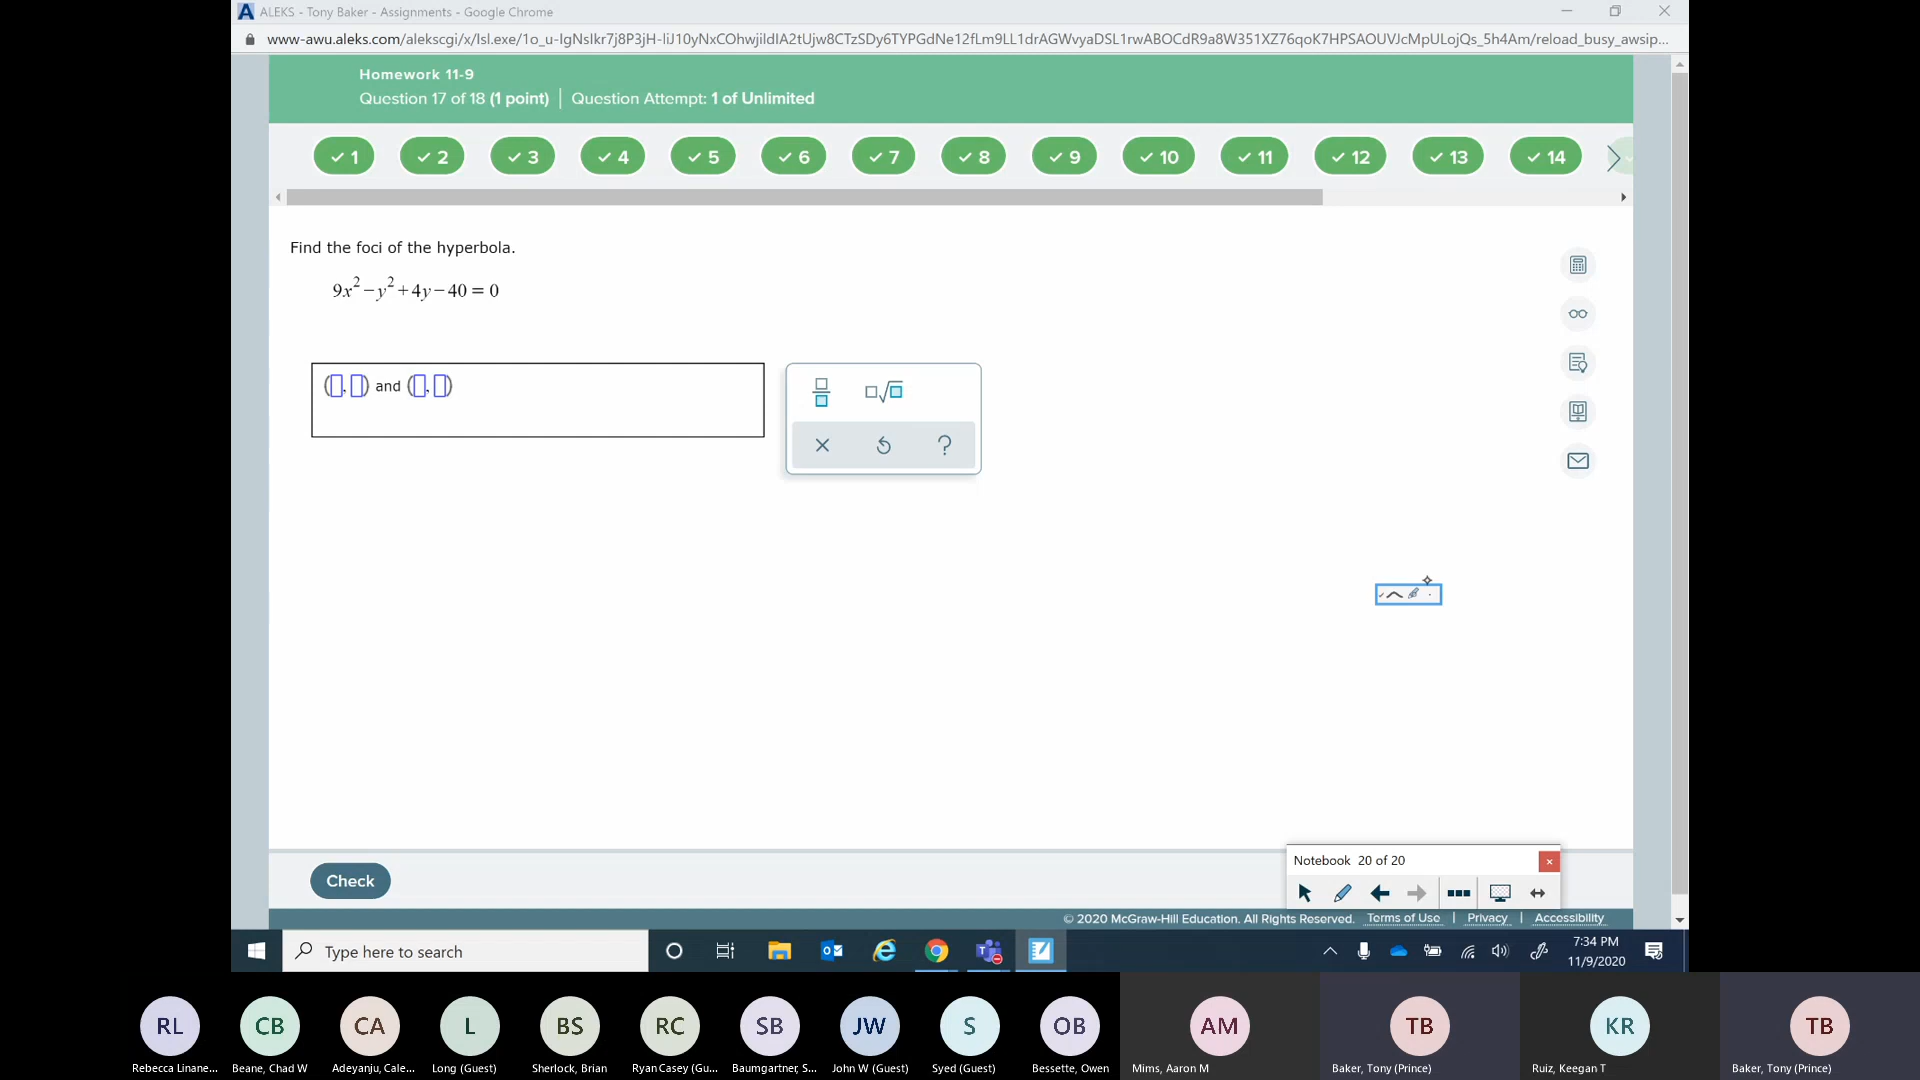 ALEKS - Tony Baker - Assignments - Google Chrome
www-awu.aleks.com/alekscgi/x/Isl.exe/1o_u-IgNsIkr7j8P3jH-IiJ10yNxCOhwjiIdIA2tUjw8CTzSDy6TYPGdNe12fLm9LL1drAGWvyaDSL1rwABOCdR9a8W351XZ76qoK7HPSAOUVJcMpULojQs_5h4Am/reload_busy_awsip...
Homework 11-9
Question 17 of 18 (1 point) | Question Attempt: 1 of Unlimited
✓ 1 ✓ 2 ✓ 3 ✓ 4 ✓ 5 ✓ 6 ✓ 7 ✓ 8 ✓ 9 ✓ 10 ✓ 11 ✓ 12 ✓ 13 ✓ 14
Find the foci of the hyperbola.
9x² − y² + 4y − 40 = 0
(□, □) and (□, □)
Check
Notebook 20 of 20
© 2020 McGraw-Hill Education. All Rights Reserved. Terms of Use | Privacy | Accessibility
Type here to search
7:34 PM
11/9/2020
RL CB CA L BS RC SB JW S OB AM TB KR TB
Rebecca Linane... Beane, Chad W Adeyanju, Cale... Long (Guest) Sherlock, Brian Ryan Casey (Gu... Baumgartner, S... John W (Guest) Syed (Guest) Bessette, Owen Mims, Aaron M Baker, Tony (Prince) Ruiz, Keegan T Baker, Tony (Prince)